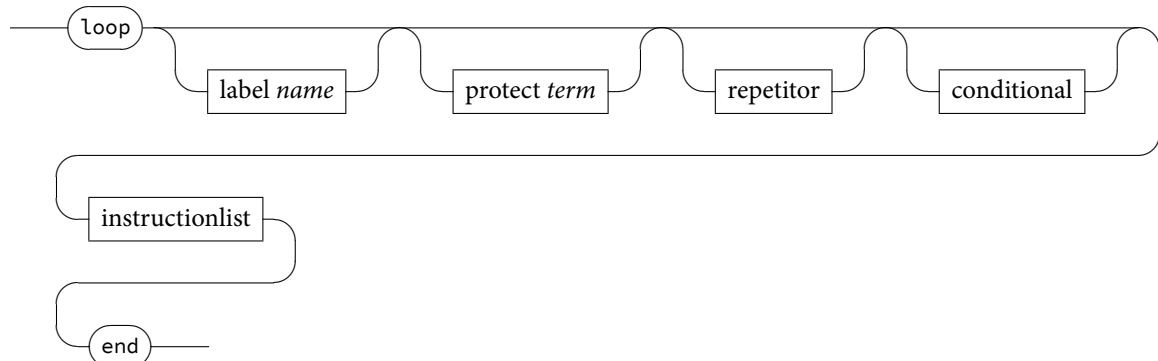 loop
label name protect term repetitor conditional
instructionlist
end